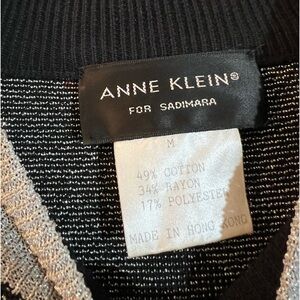 ANNE KLEIN®
FOR SADIMARA
M
49% COTTON
34% RAYON
17% POLYESTER
MADE IN HONG KONG